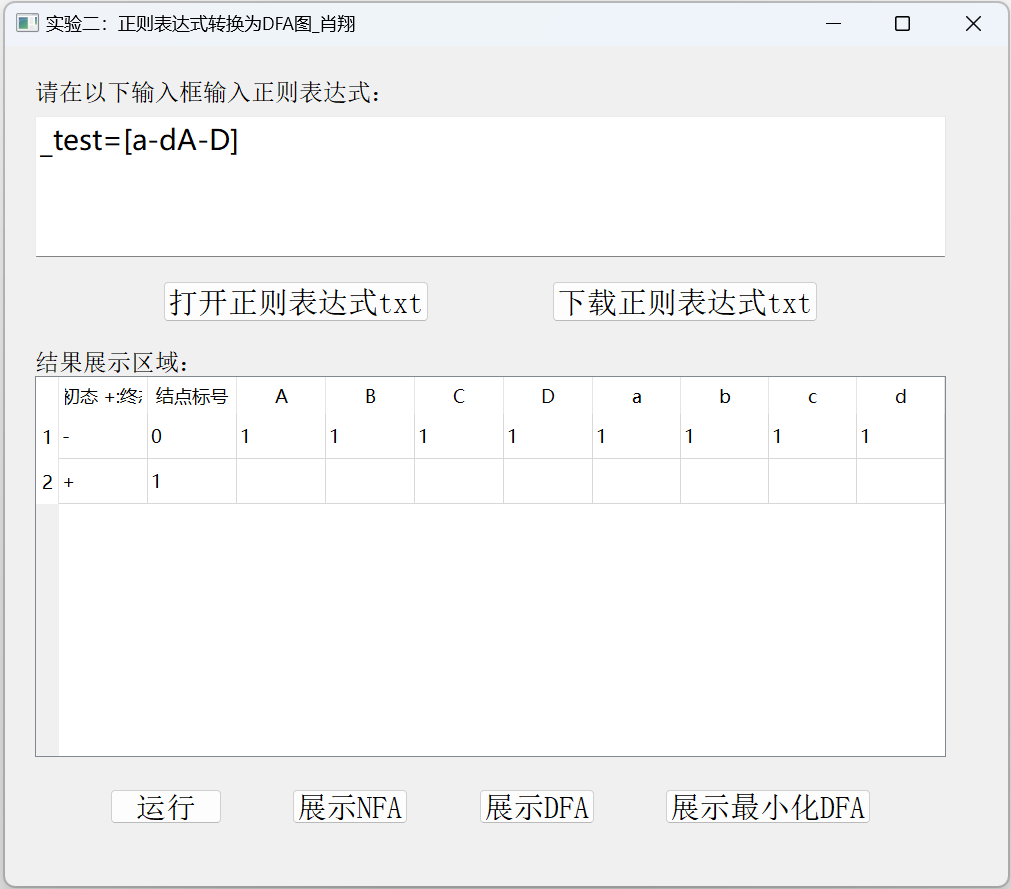 实验二：正则表达式转换为DFA图_肖翔
请在以下输入框输入正则表达式：
_test=[a-dA-D]
打开正则表达式txt 下载正则表达式txt
结果展示区域：
初态 +:终 结点标号 A B C D a b c d
1 - 0 1 1 1 1 1 1 1 1
2 + 1
运行 展示NFA 展示DFA 展示最小化DFA